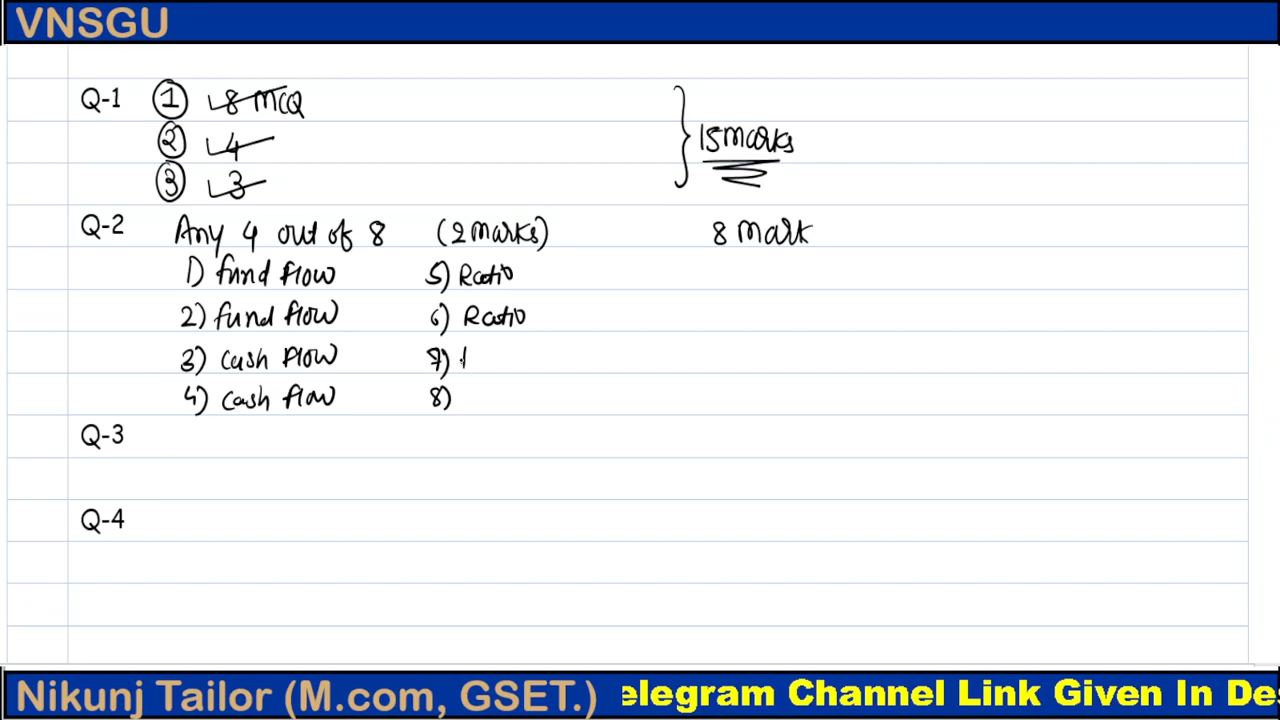 VNSGU
Q-1 1 8 MCQ
2 4
3 3
15 marks
Q-2 Any 4 out of 8 (2 marks) 8 mark
1) fund flow 5) Ratio
2) fund flow 6) Ratio
3) cash flow 7)
4) cash flow 8)
Q-3
Q-4
Nikunj Tailor (M.com, GSET.) elegram Channel Link Given In De